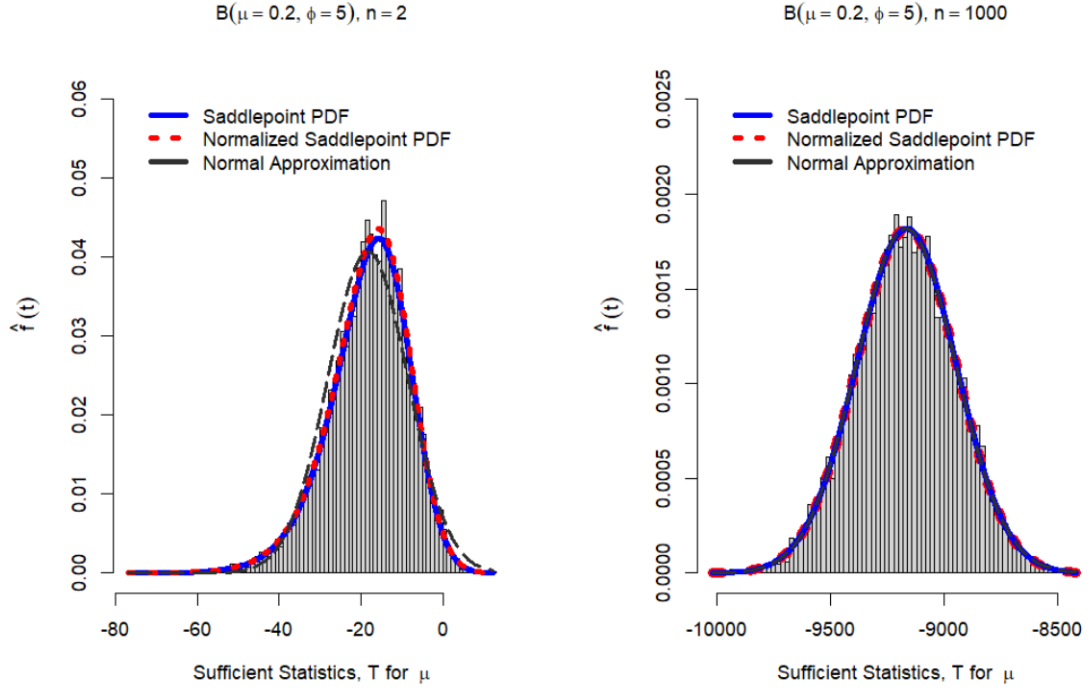 B(μ = 0.2, ϕ = 5), n = 2
0.06
0.05
0.04
0.03
0.02
0.01
0.00
f̂ (t)
Saddlepoint PDF
Normalized Saddlepoint PDF
Normal Approximation
-80 -60 -40 -20 0
Sufficient Statistics, T for μ
B(μ = 0.2, ϕ = 5), n = 1000
0.0025
0.0020
0.0015
0.0010
0.0005
0.0000
f̂ (t)
Saddlepoint PDF
Normalized Saddlepoint PDF
Normal Approximation
-10000 -9500 -9000 -8500
Sufficient Statistics, T for μ